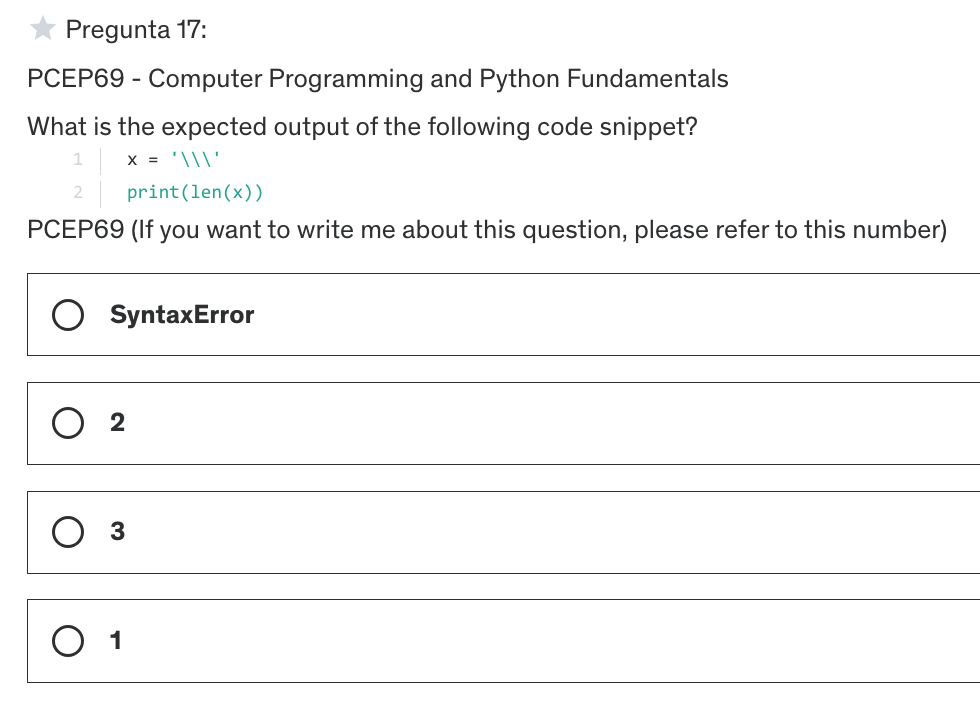 Pregunta 17:
PCEP69 - Computer Programming and Python Fundamentals
What is the expected output of the following code snippet?
1 x = '\\\'
2 print(len(x))
PCEP69 (If you want to write me about this question, please refer to this number)
SyntaxError
2
3
1